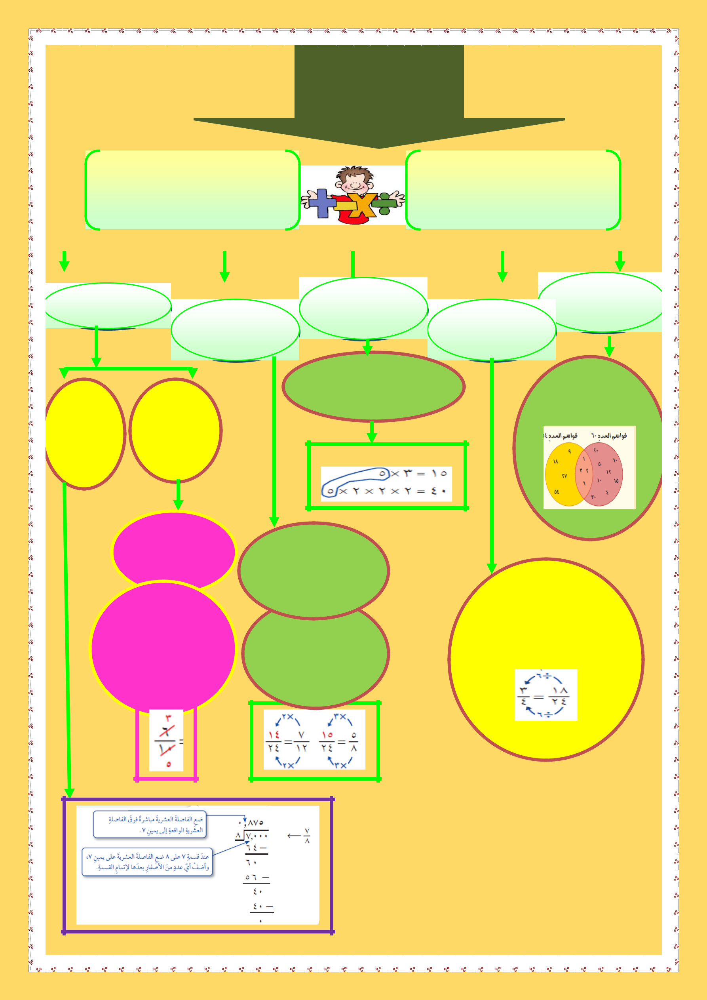 قواسم العددِ ٦٠ قواسم العددِ ٥٤
٩ ٢٠
١٨ ١ ٥ ٦٠
٢٧ ٣ ٢ ١٢
٦ ١٠ ١٥
٥٤ ٣٠ ٤
١٥ = ٣ × ٥
٤٠ = ٢ × ٢ × ٢ × ٥
÷٦
١٨/٢٤ = ٣/٤
÷٦
×٣ ×٢
٥/٨ = ١٥/٢٤ ٧/١٢ = ١٤/٢٤
×٣ ×٢
٣
٦/١٠ =
٥
ضع الفاصلةَ العشريةَ مباشرةً فوقَ الفاصلةِ
العشريةِ الواقعةِ إلى يمينِ ٧.
عندَ قسمةِ ٧ على ٨ ضعِ الفاصلةَ العشريةَ على يمينِ ٧،
وأضفْ أيَّ عددٍ منَ الأصفارِ بعدَها لإتمامِ القسمةِ.
٧/٨ ←
٠,٨٧٥
٨ ٧,٠٠٠
٦٤ −
٦٠
٥٦ −
٤٠
٤٠ −
٠